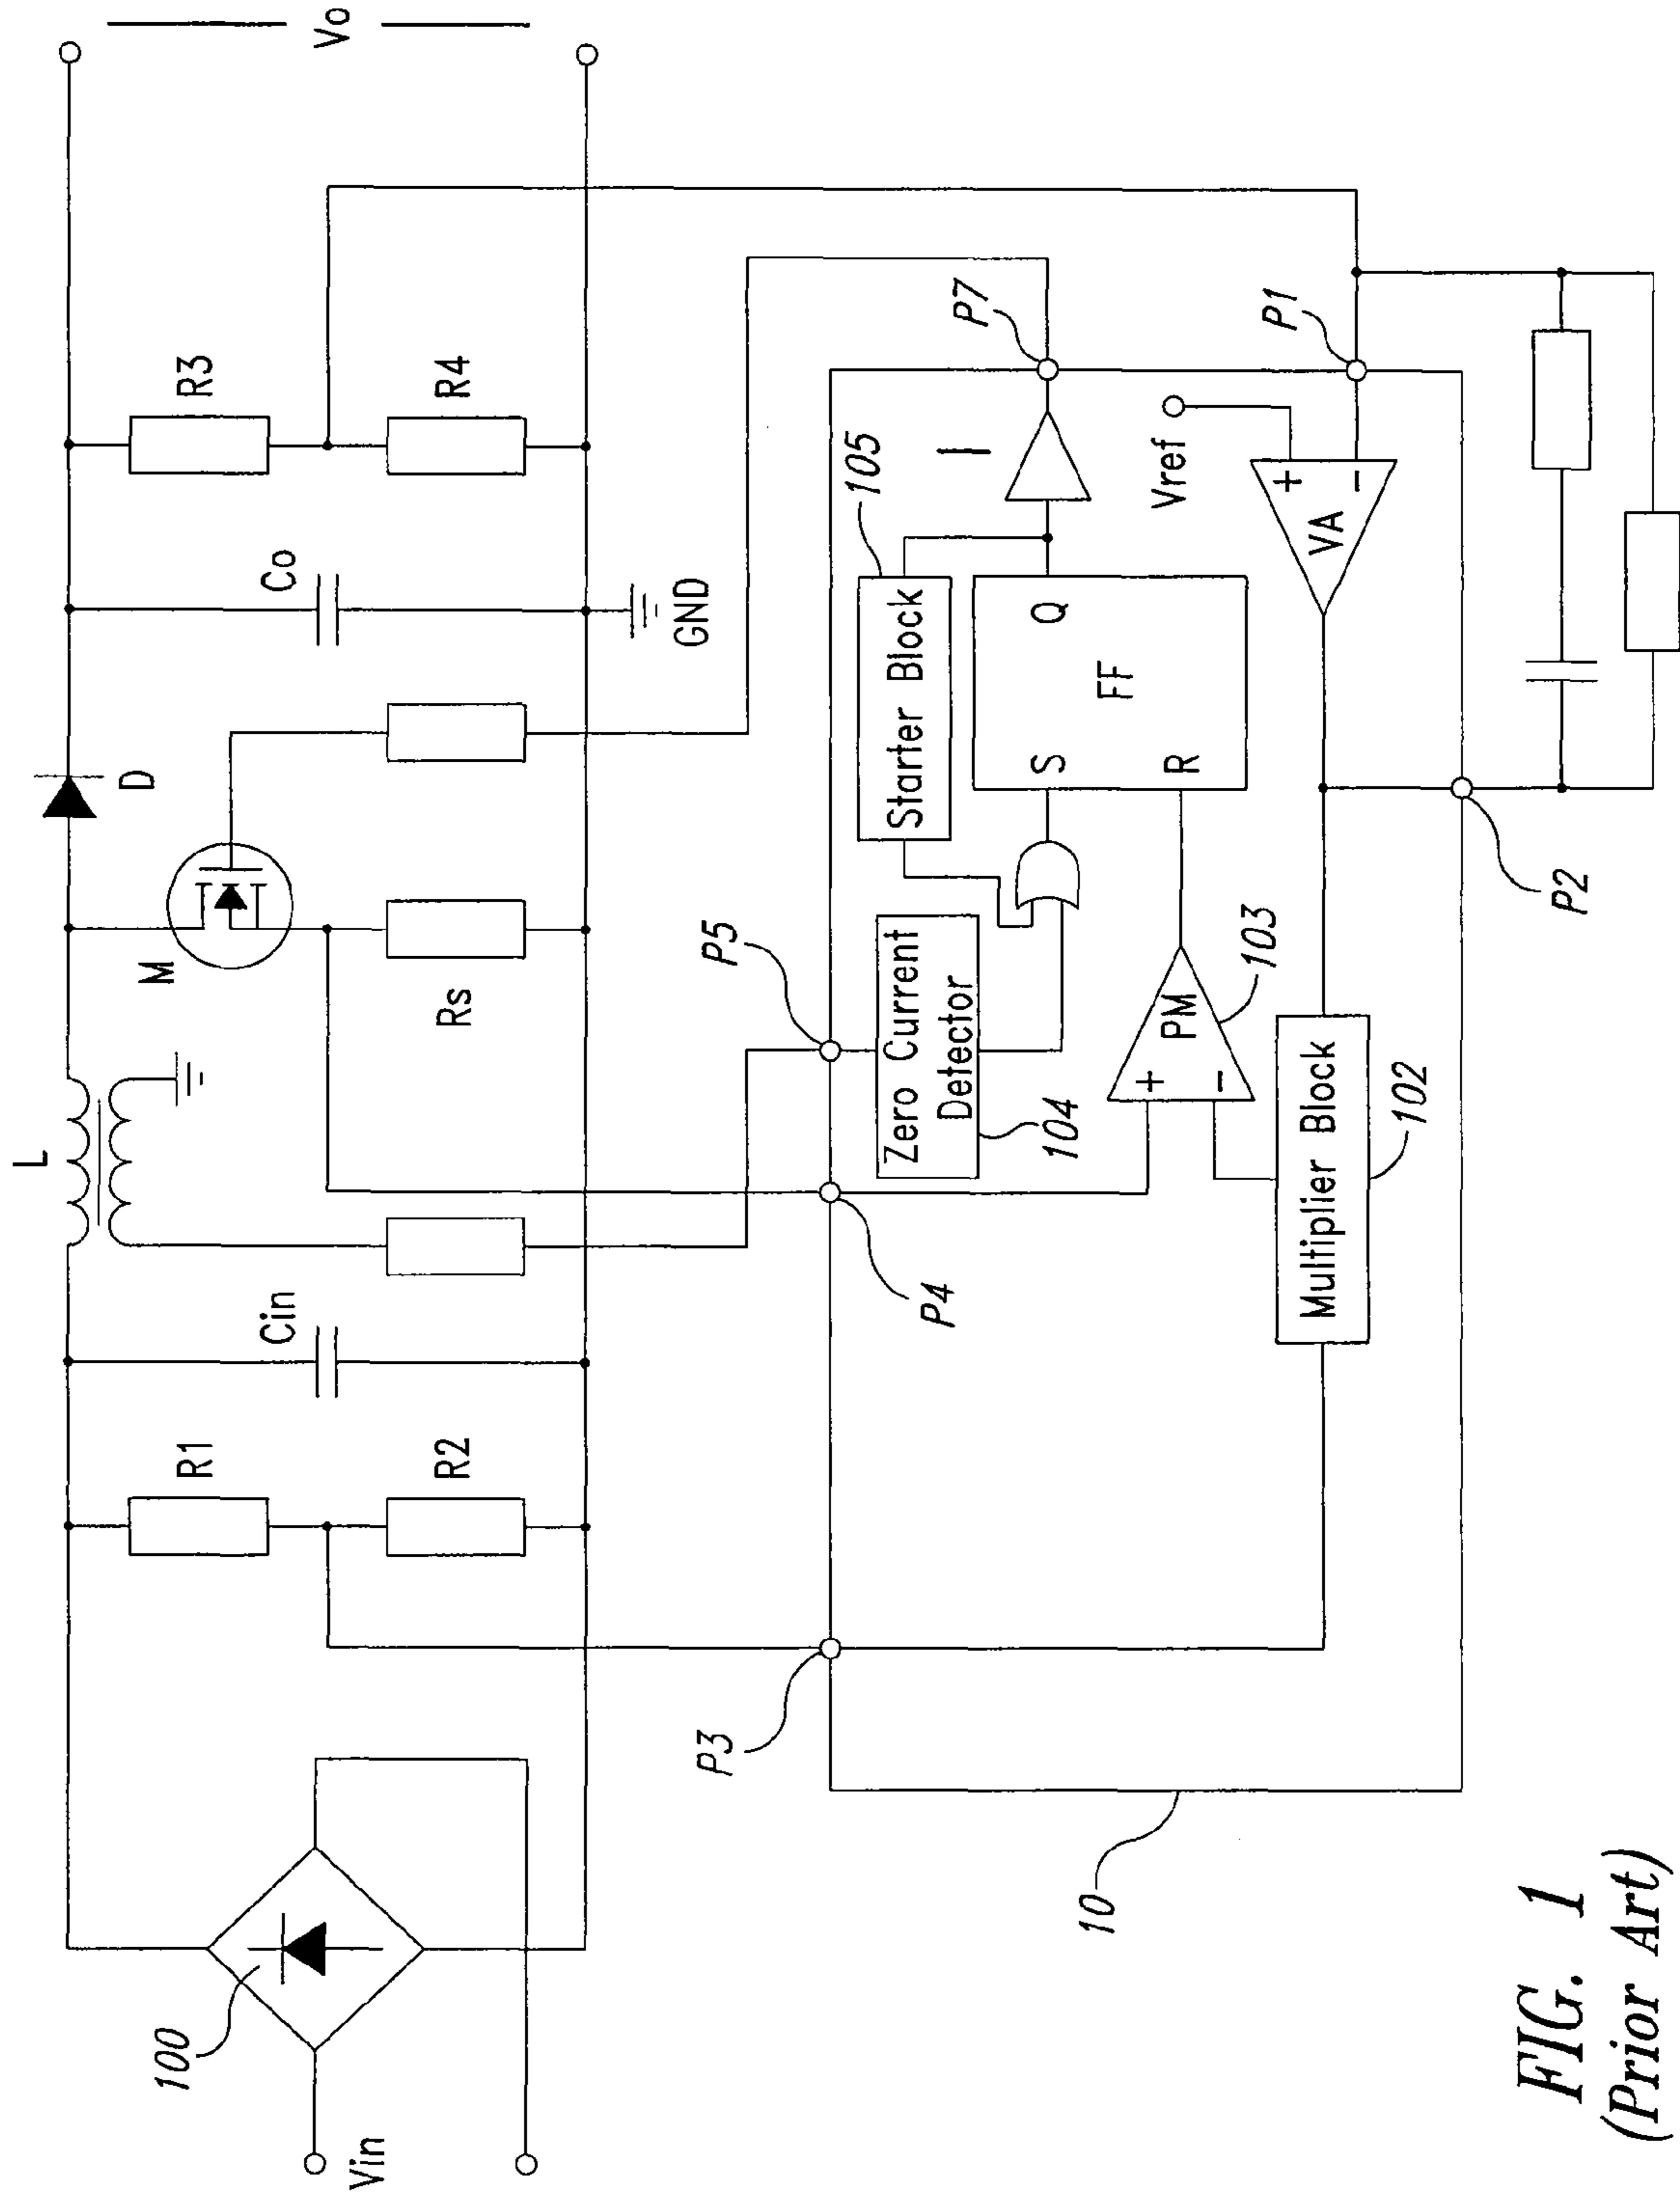 L
D
Vo
R1
Cin
M
Co
R3
100
R2
Rs
R4
Vin
GND
P3
P5
P4
Zero Current
Detector
104
Starter Block
105
I
P7
S
Q
FF
R
PM
+
-
103
Vref
+
-
VA
P1
Multiplier Block
102
10
P2
FIG. 1
(Prior Art)